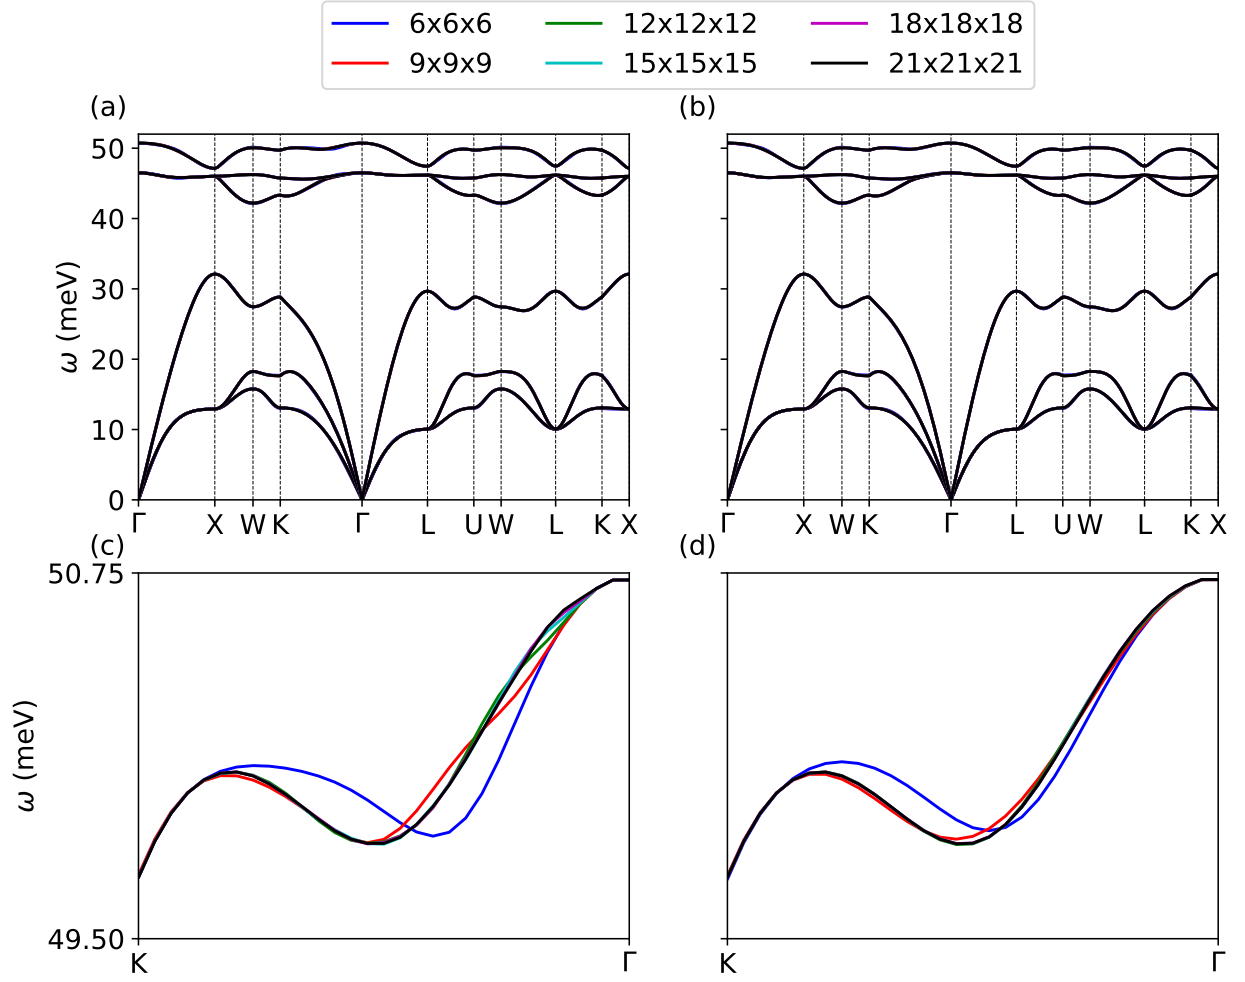 6x6x6 12x12x12 18x18x18
9x9x9 15x15x15 21x21x21
(a) (b)
50
40
30
20
10
0
ω (meV)
Γ X W K Γ L U W L K X
Γ X W K Γ L U W L K X
(c) (d)
50.75
ω (meV)
49.50
K Γ
K Γ